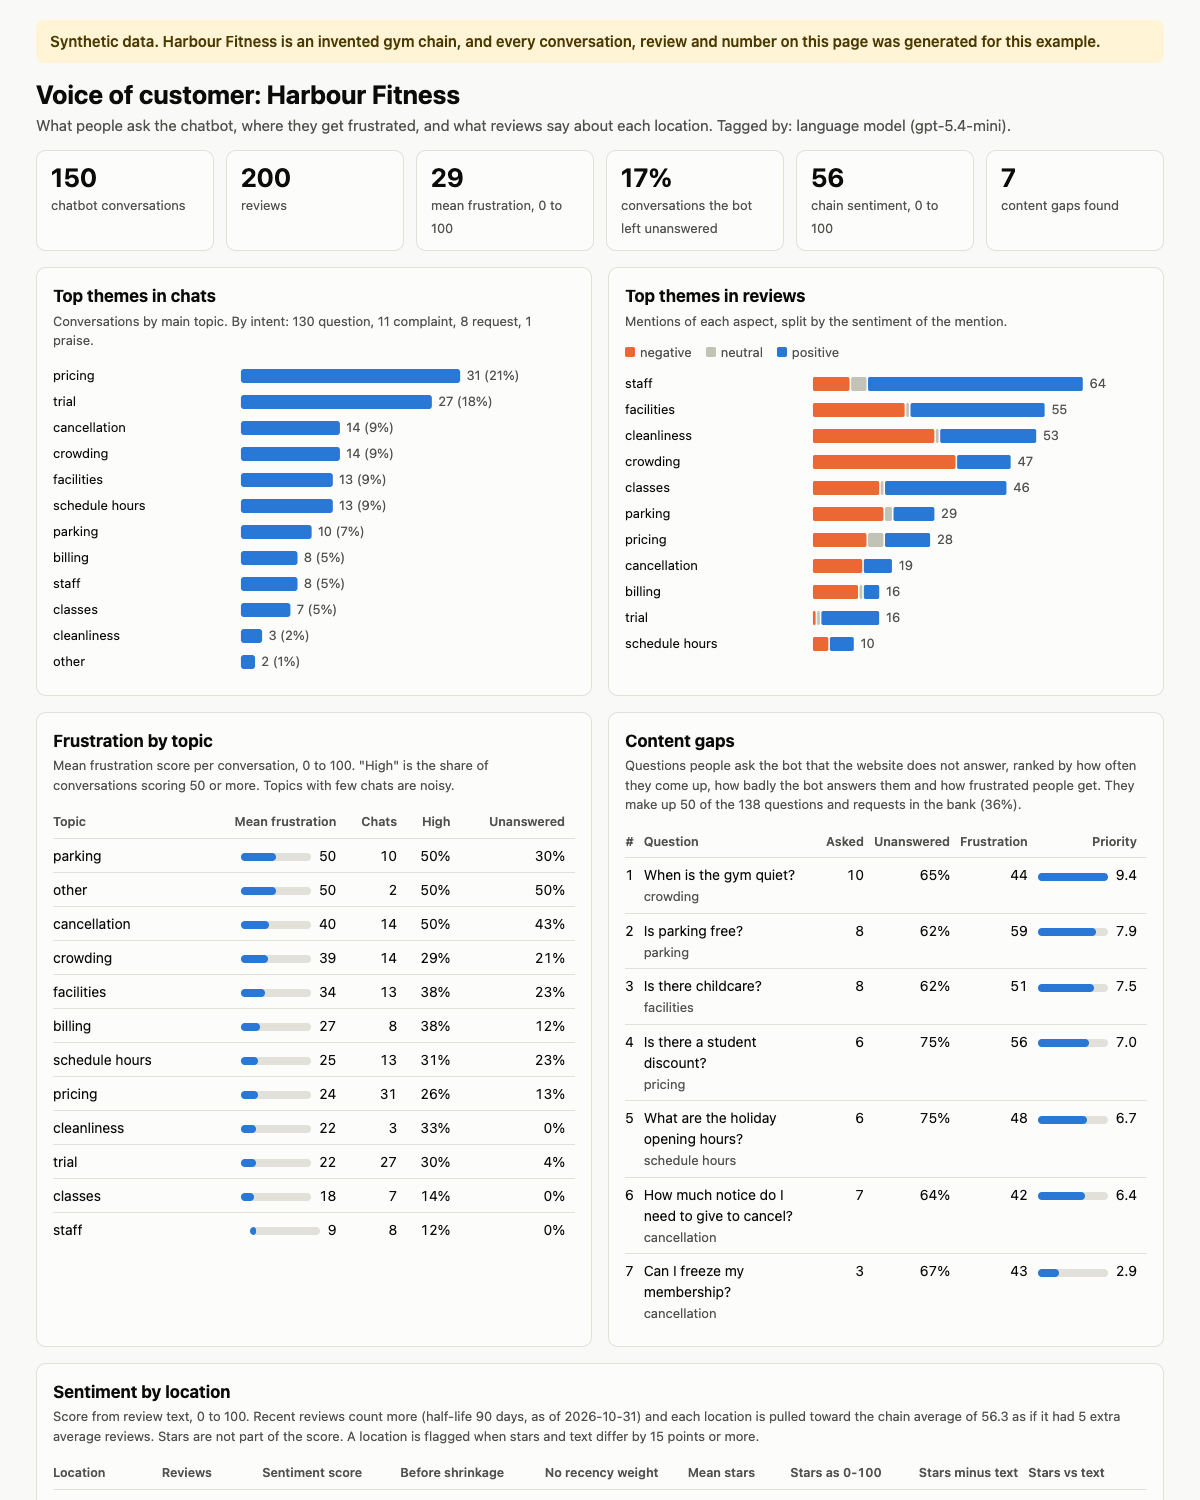 Synthetic data. Harbour Fitness is an invented gym chain, and every conversation, review and number on this page was generated for this example.
Voice of customer: Harbour Fitness
What people ask the chatbot, where they get frustrated, and what reviews say about each location. Tagged by: language model (gpt-5.4-mini).
150
chatbot conversations
200
reviews
29
mean frustration, 0 to
100
17%
conversations the bot
left unanswered
56
chain sentiment, 0 to
100
7
content gaps found
Top themes in chats
Conversations by main topic. By intent: 130 question, 11 complaint, 8 request, 1
praise.
pricing 31 (21%)
trial 27 (18%)
cancellation 14 (9%)
crowding 14 (9%)
facilities 13 (9%)
schedule hours 13 (9%)
parking 10 (7%)
billing 8 (5%)
staff 8 (5%)
classes 7 (5%)
cleanliness 3 (2%)
other 2 (1%)
Top themes in reviews
Mentions of each aspect, split by the sentiment of the mention.
negative neutral positive
staff 64
facilities 55
cleanliness 53
crowding 47
classes 46
parking 29
pricing 28
cancellation 19
billing 16
trial 16
schedule hours 10
Frustration by topic
Mean frustration score per conversation, 0 to 100. "High" is the share of
conversations scoring 50 or more. Topics with few chats are noisy.
Topic Mean frustration Chats High Unanswered
parking 50 10 50% 30%
other 50 2 50% 50%
cancellation 40 14 50% 43%
crowding 39 14 29% 21%
facilities 34 13 38% 23%
billing 27 8 38% 12%
schedule hours 25 13 31% 23%
pricing 24 31 26% 13%
cleanliness 22 3 33% 0%
trial 22 27 30% 4%
classes 18 7 14% 0%
staff 9 8 12% 0%
Content gaps
Questions people ask the bot that the website does not answer, ranked by how often
they come up, how badly the bot answers them and how frustrated people get. They
make up 50 of the 138 questions and requests in the bank (36%).
# Question Asked Unanswered Frustration Priority
1 When is the gym quiet? 10 65% 44 9.4
crowding
2 Is parking free? 8 62% 59 7.9
parking
3 Is there childcare? 8 62% 51 7.5
facilities
4 Is there a student 6 75% 56 7.0
discount?
pricing
5 What are the holiday 6 75% 48 6.7
opening hours?
schedule hours
6 How much notice do I 7 64% 42 6.4
need to give to cancel?
cancellation
7 Can I freeze my 3 67% 43 2.9
membership?
cancellation
Sentiment by location
Score from review text, 0 to 100. Recent reviews count more (half-life 90 days, as of 2026-10-31) and each location is pulled toward the chain average of 56.3 as if it had 5 extra
average reviews. Stars are not part of the score. A location is flagged when stars and text differ by 15 points or more.
Location Reviews Sentiment score Before shrinkage No recency weight Mean stars Stars as 0-100 Stars minus text Stars vs text